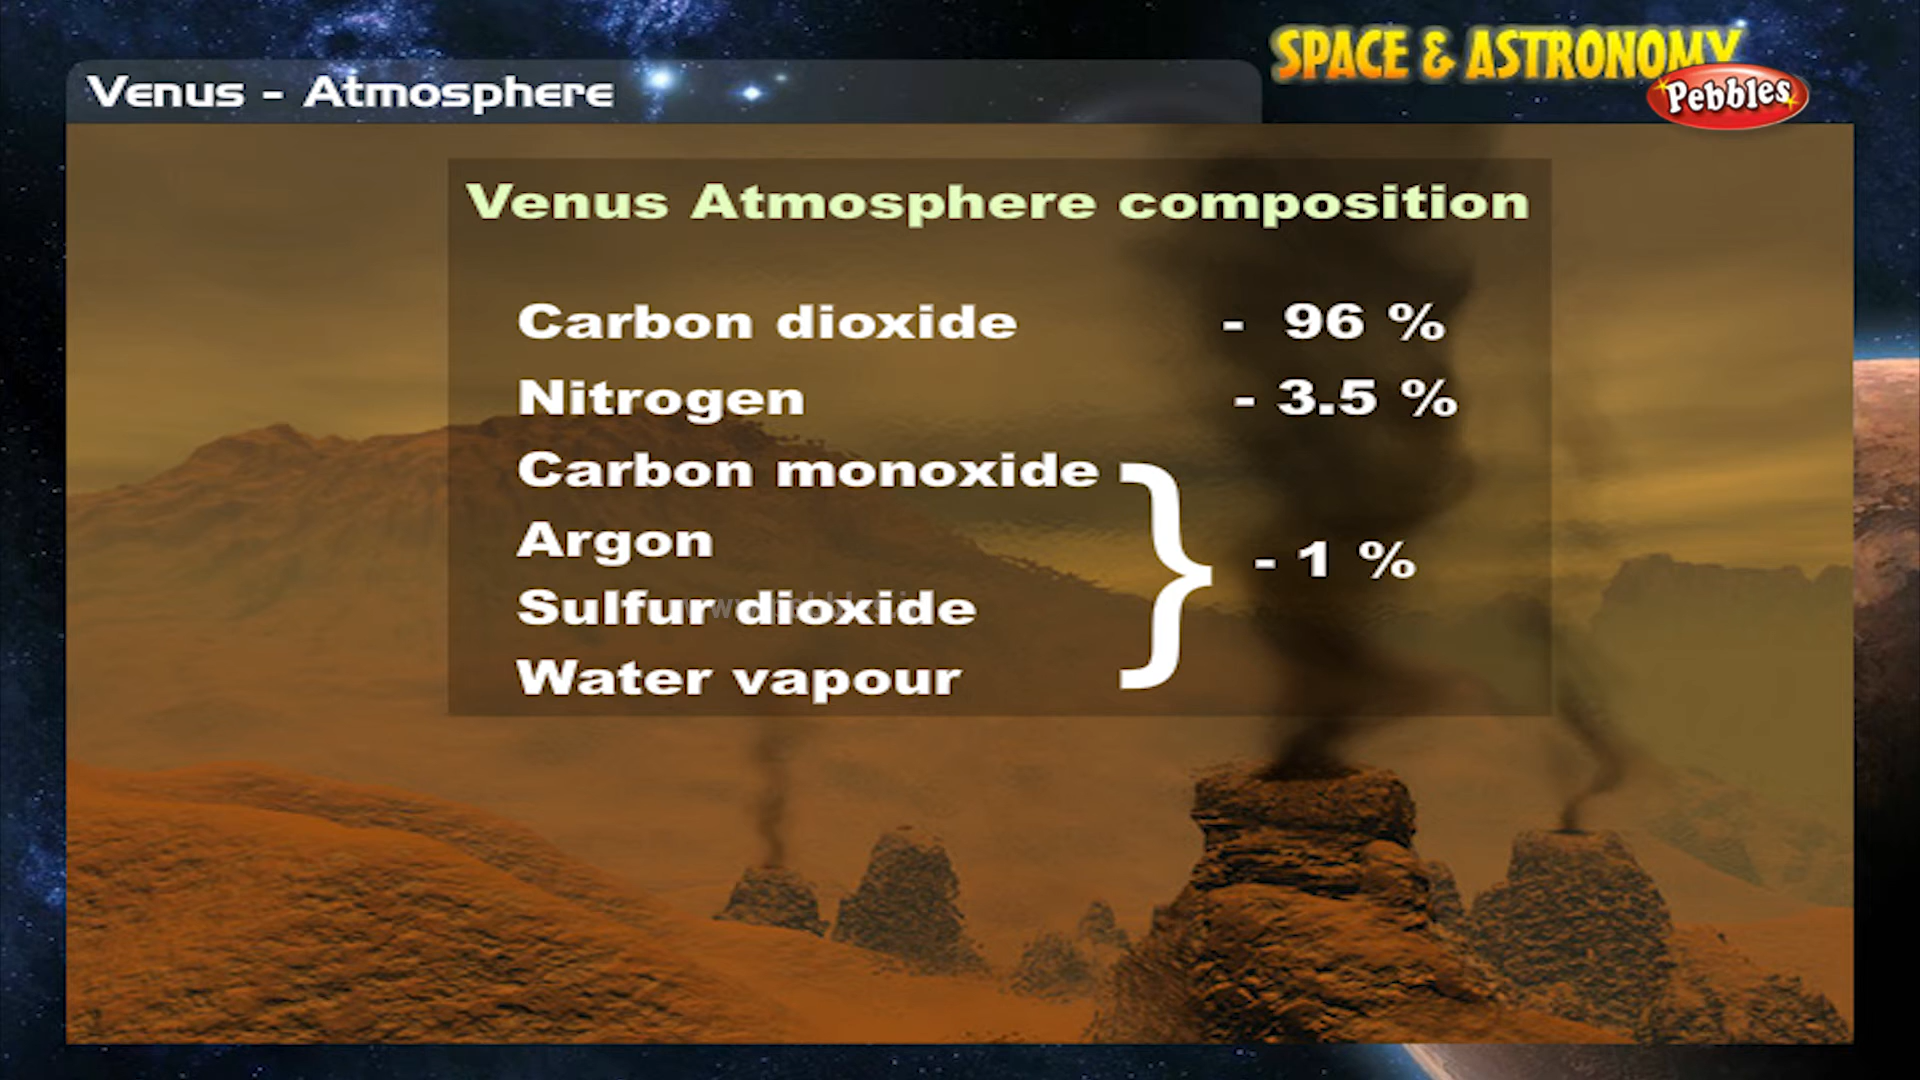 SPACE & ASTRONOMY
Pebbles
Venus - Atmosphere
Venus Atmosphere composition
Carbon dioxide - 96 %
Nitrogen - 3.5 %
Carbon monoxide
Argon
- 1 %
Sulfur dioxide
Water vapour